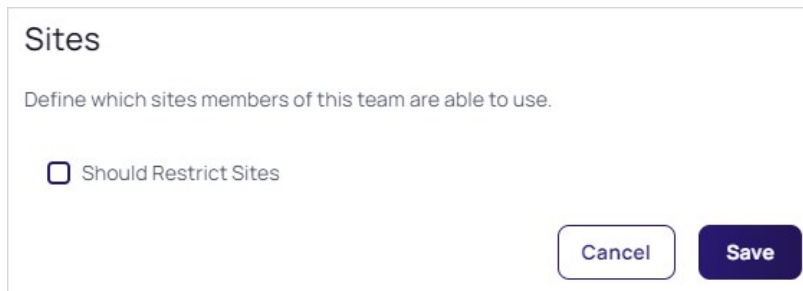 Sites
Define which sites members of this team are able to use.
Should Restrict Sites
Cancel Save